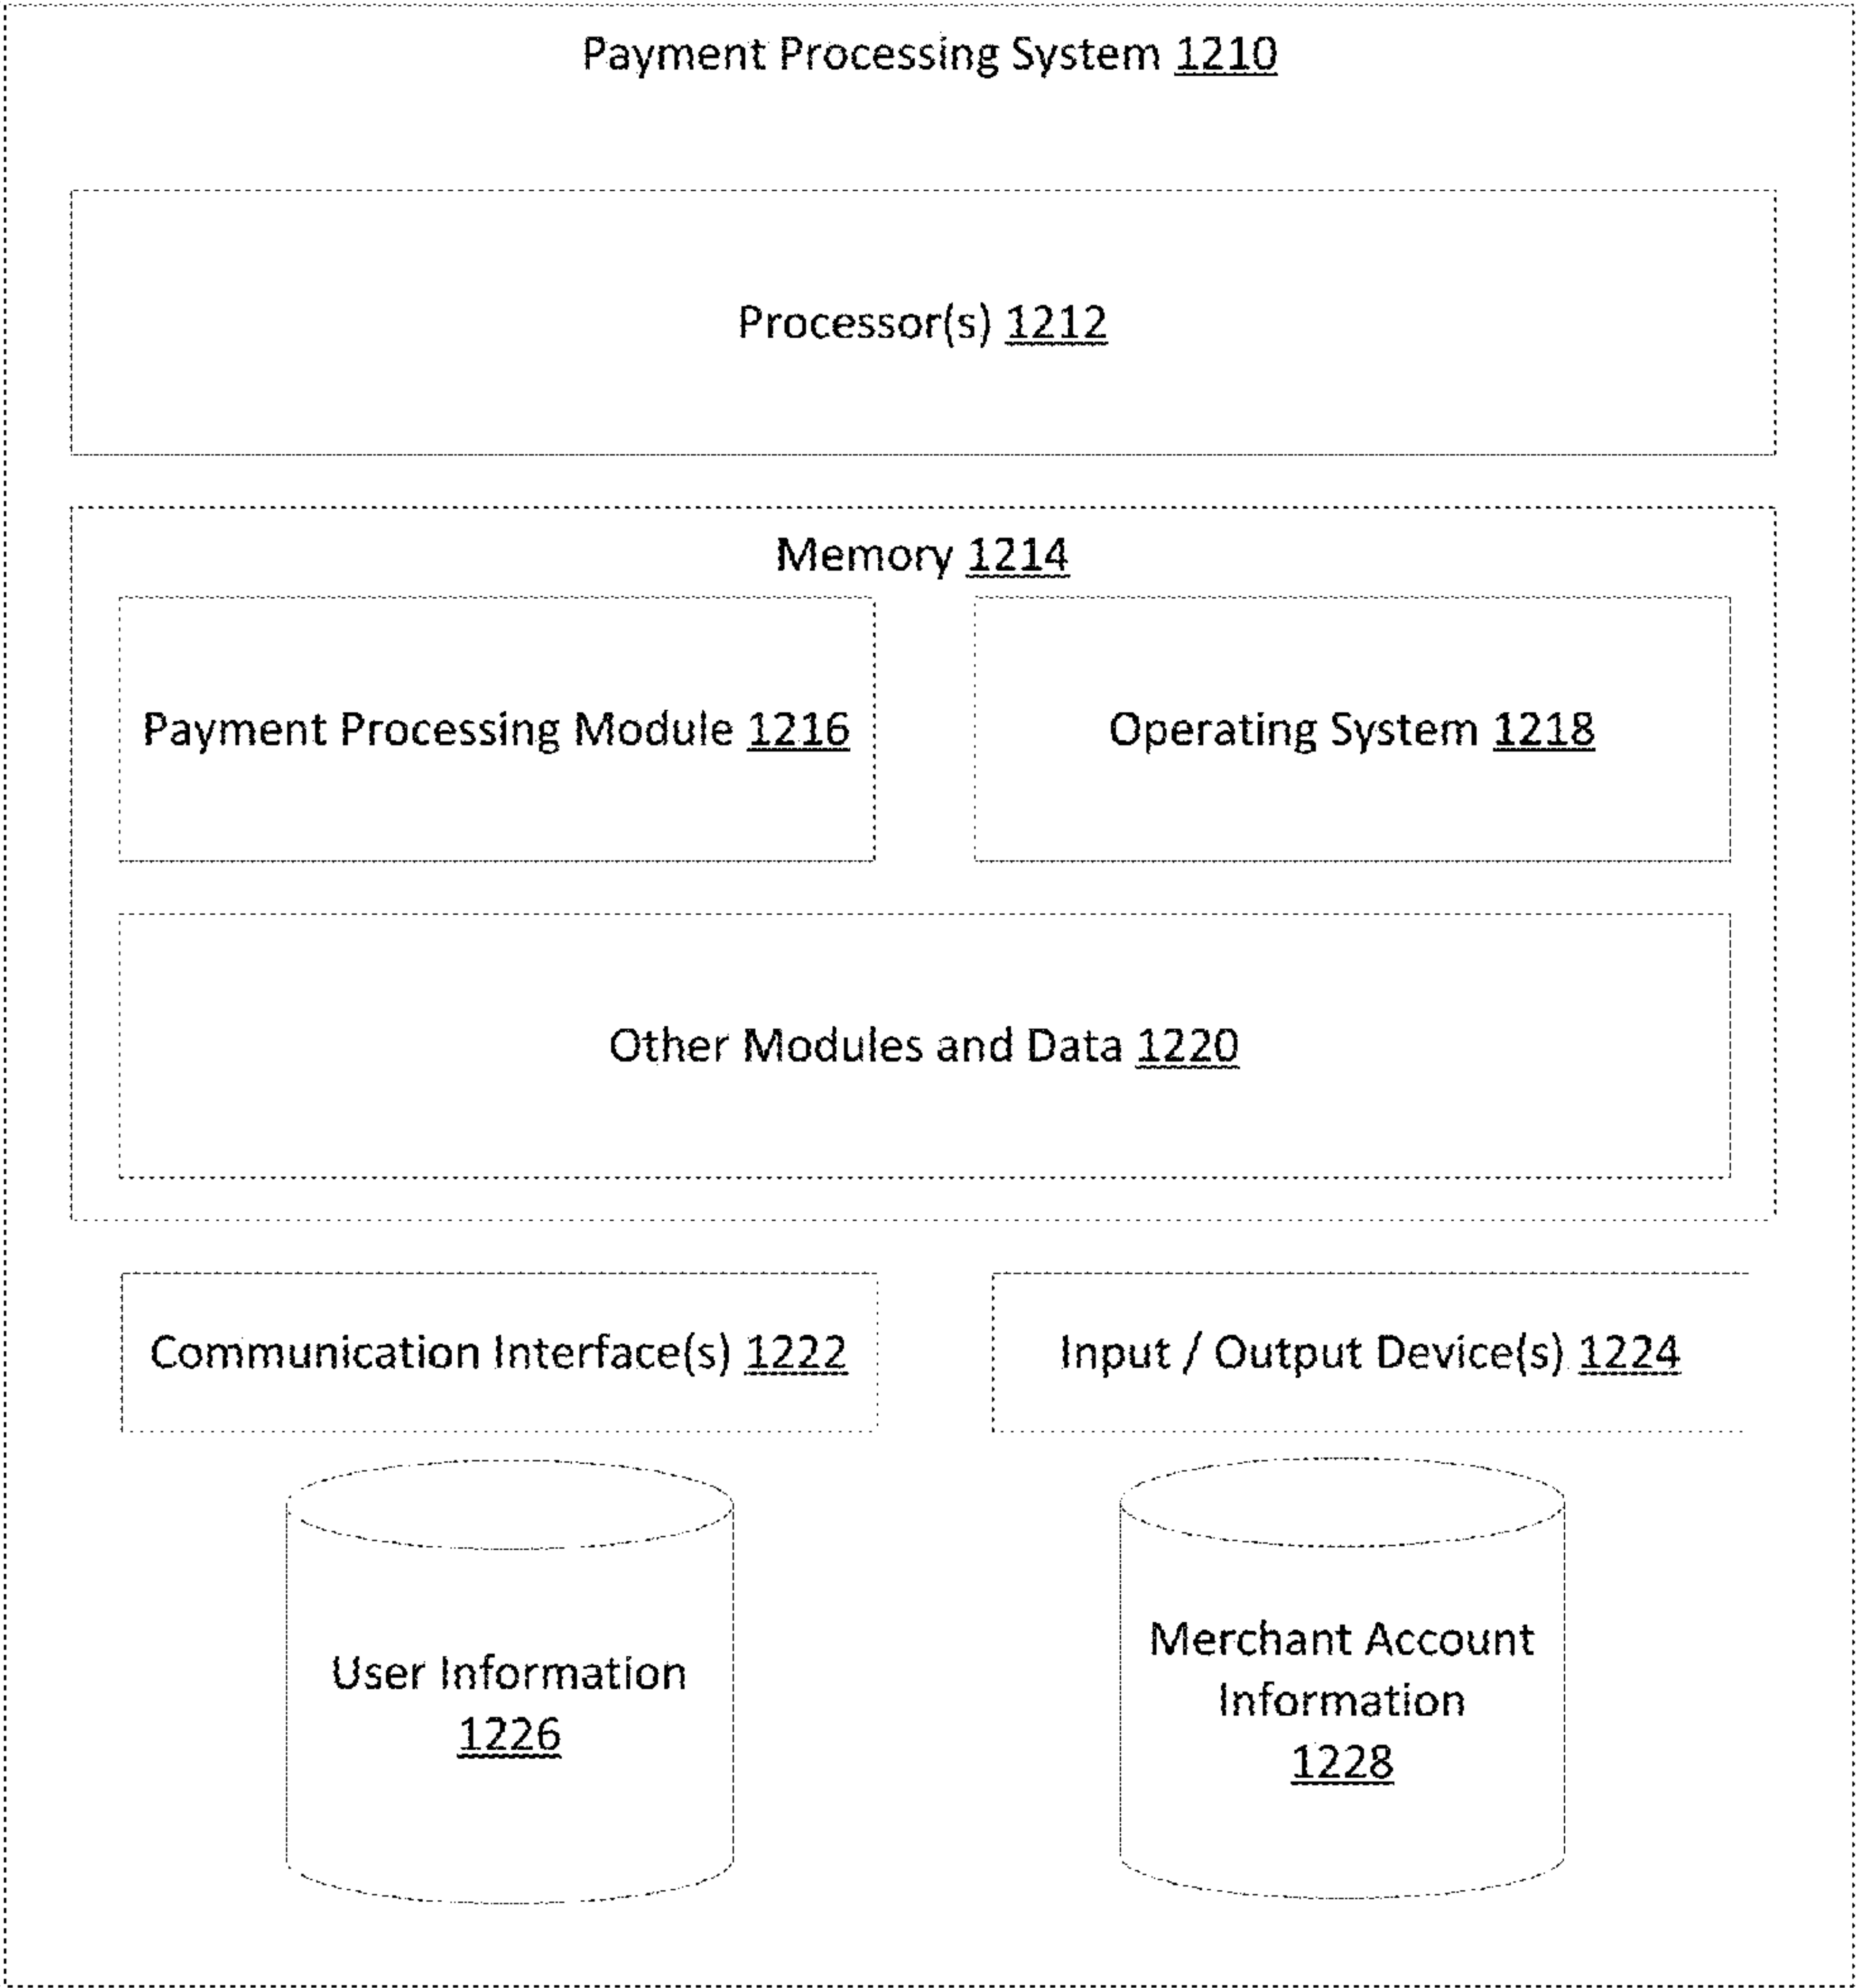 Payment Processing System 1210
Processor(s) 1212
Memory 1214
Payment Processing Module 1216
Operating System 1218
Other Modules and Data 1220
Communication Interface(s) 1222
Input / Output Device(s) 1224
User Information
1226
Merchant Account
Information
1228